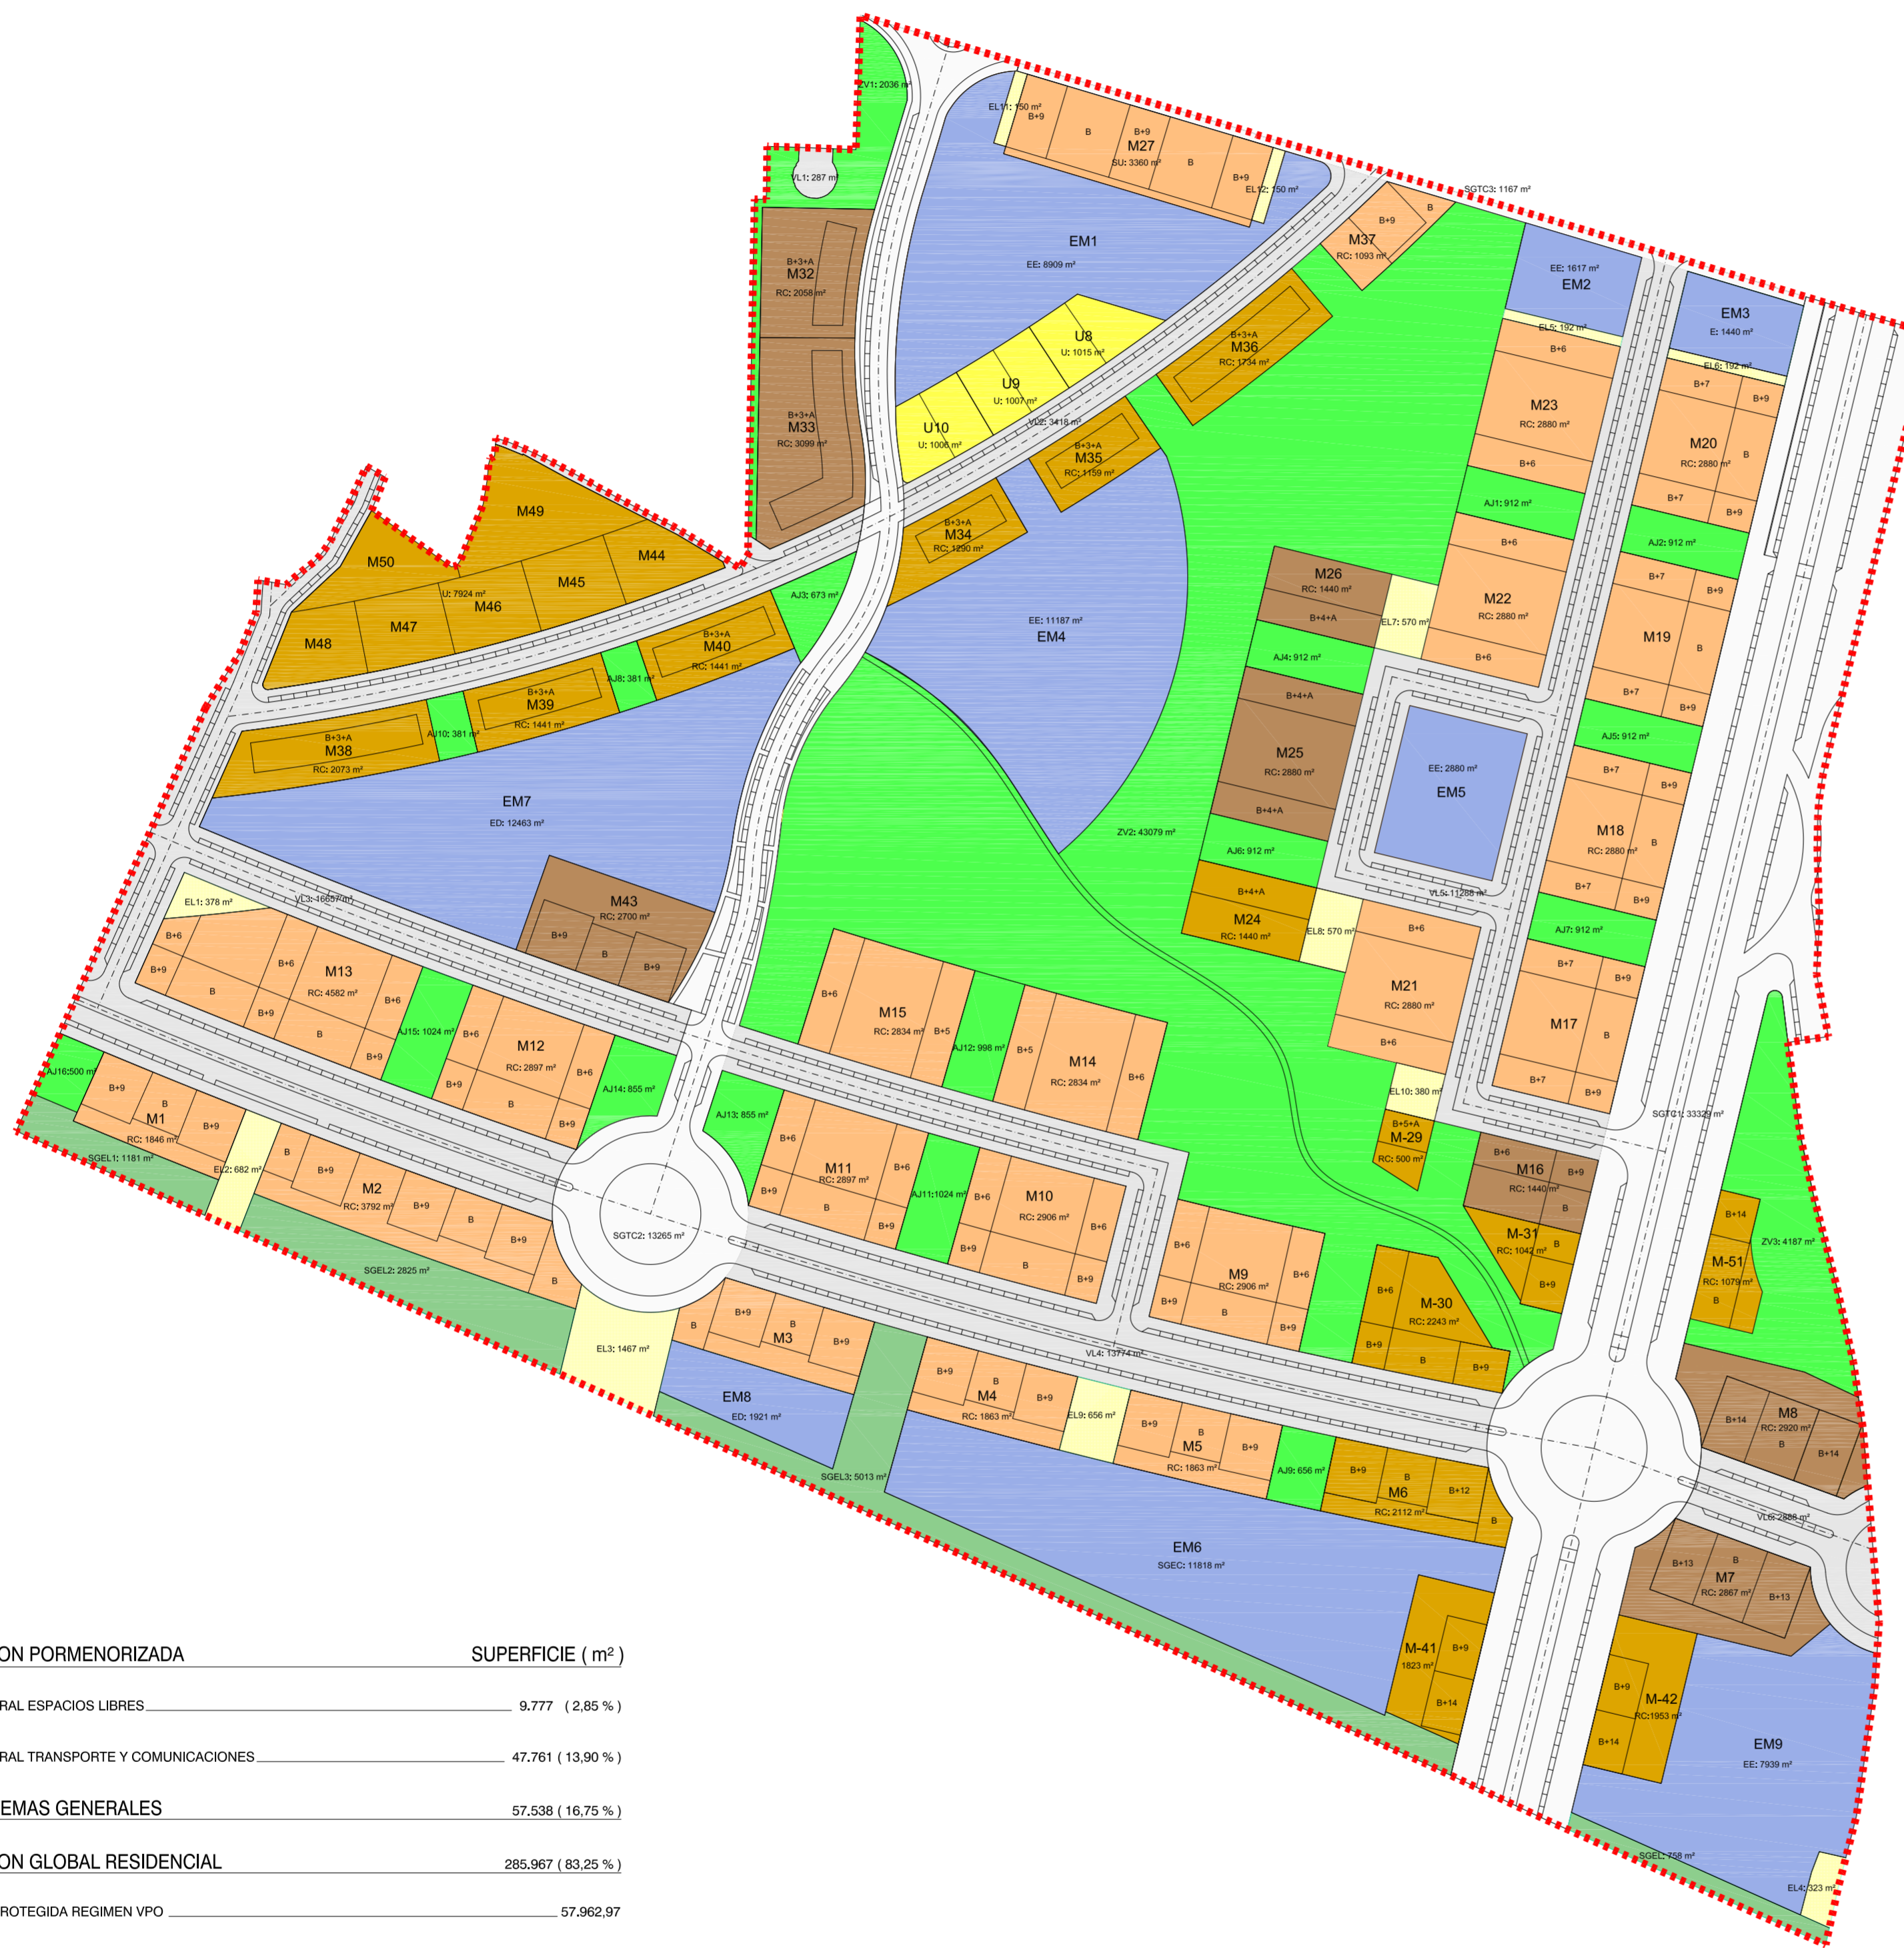 ZV1: 2036 m²
VL1: 287 m²
EL11: 150 m²
B+9
B
B+9
M27
SU: 3360 m²
B
B+9
EL12: 150 m²
SGTC3: 1167 m²
B+9
B
M37
RC: 1093 m²
EM1
EE: 8909 m²
B+3+A
M32
RC: 2058 m²
B+3+A
M33
RC: 3099 m²
U8
U: 1015 m²
U9
U: 1007 m²
U10
U: 1006 m²
VL2: 3418 m²
B+3+A
M36
RC: 1734 m²
B+3+A
M35
RC: 1159 m²
B+3+A
M34
RC: 1290 m²
EE: 1617 m²
EM2
EL5: 192 m²
EM3
E: 1440 m²
EL6: 192 m²
B+6
M23
RC: 2880 m²
B+6
AJ1: 912 m²
B+7
B+9
M20
RC: 2880 m²
B
B+7
B+9
AJ2: 912 m²
B+6
M22
RC: 2880 m²
B+6
B+7
B+9
M19
B
B+7
B+9
AJ5: 912 m²
M26
RC: 1440 m²
B+4+A
EL7: 570 m²
AJ4: 912 m²
B+4+A
M25
RC: 2880 m²
B+4+A
AJ6: 912 m²
B+4+A
M24
RC: 1440 m²
EL8: 570 m²
EE: 2880 m²
EM5
VL5: 11288 m²
B+7
B+9
M18
RC: 2880 m²
B
B+7
B+9
AJ7: 912 m²
B+6
M21
RC: 2880 m²
B+6
EL10: 380 m²
B+7
B+9
M17
B
B+7
B+9
SGTC1: 33329 m²
M49
M50
M44
M45
U: 7924 m²
M46
M47
M48
AJ3: 673 m²
B+3+A
M40
RC: 1441 m²
AJ8: 381 m²
B+3+A
M39
RC: 1441 m²
AJ10: 381 m²
B+3+A
M38
RC: 2073 m²
EE: 11187 m²
EM4
ZV2: 43079 m²
EM7
ED: 12463 m²
M43
RC: 2700 m²
B+9
B
B+9
VL3: 16657 m²
EL1: 378 m²
B+6
B+9
B
B+6
M13
RC: 4582 m²
B+9
B
B+6
B+9
AJ15: 1024 m²
B+6
M12
RC: 2897 m²
B+6
B+9
B
B+9
AJ14: 855 m²
B+6
M15
RC: 2834 m²
B+5
AJ12: 998 m²
B+5
M14
RC: 2834 m²
B+6
AJ13: 855 m²
B+6
M11
RC: 2897 m²
B+6
B+9
B
B+9
AJ11:1024 m²
B+6
M10
RC: 2906 m²
B+6
B+9
B
B+9
B+6
M9
RC: 2906 m²
B+6
B+9
B
B+9
B+5+A
M-29
RC: 500 m²
B+6
M16
B+9
RC: 1440 m²
B
M-31
RC: 1042 m²
B
B+9
B+6
M-30
RC: 2243 m²
B+9
B
B+9
B+14
M-51
RC: 1079 m²
B
ZV3: 4187 m²
AJ16:500 m²
B+9
B
M1
B+9
RC: 1846 m²
SGEL1: 1181 m²
EL2: 682 m²
B
B+9
M2
RC: 3792 m²
B+9
B
B+9
B
SGEL2: 2825 m²
SGTC2: 13265 m²
EL3: 1467 m²
B
B+9
B
M3
B+9
EM8
ED: 1921 m²
SGEL3: 5013 m²
VL4: 13774 m²
B+9
B
M4
B+9
RC: 1863 m²
EL9: 656 m²
B+9
B
M5
B+9
RC: 1863 m²
AJ9: 656 m²
B+9
B
M6
B+12
RC: 2112 m²
B
EM6
SGEC: 11818 m²
M-41
1823 m²
B+9
B+14
B+14
M8
RC: 2920 m²
B
B+14
VL6: 2888 m²
B+13
B
M7
RC: 2867 m²
B+13
B+9
M-42
RC:1953 m²
B+14
EM9
EE: 7939 m²
SGEL: 758 m²
EL4: 323 m²
ON PORMENORIZADA SUPERFICIE ( m² )
RAL ESPACIOS LIBRES 9.777 ( 2,85 % )
RAL TRANSPORTE Y COMUNICACIONES 47.761 ( 13,90 % )
EMAS GENERALES 57.538 ( 16,75 % )
ON GLOBAL RESIDENCIAL 285.967 ( 83,25 % )
ROTEGIDA REGIMEN VPO 57.962,97